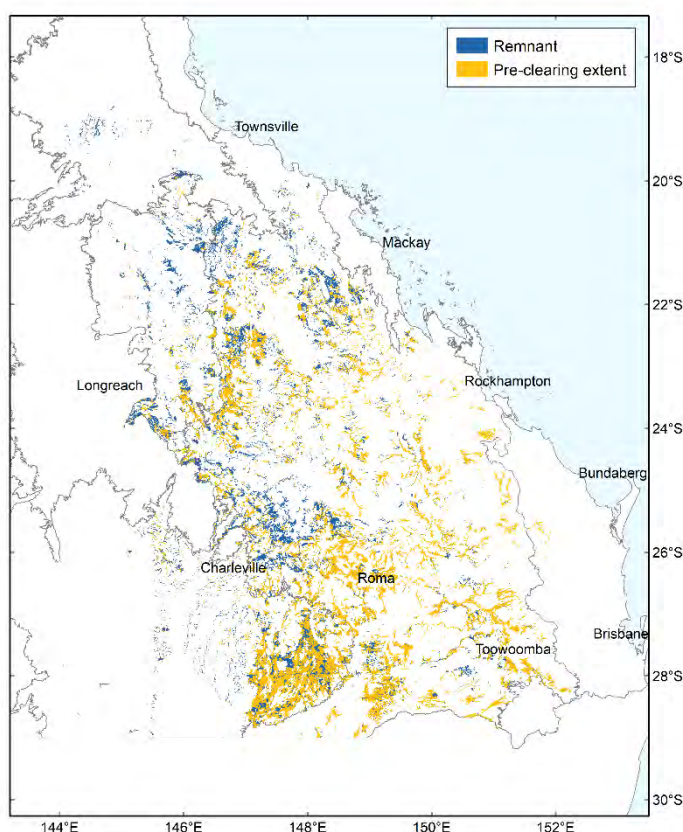 Remnant
Pre-clearing extent
18°S
Townsville
20°S
Mackay
22°S
Longreach
Rockhampton
24°S
Bundaberg
Charleville
Roma
26°S
Brisbane
Toowoomba
28°S
30°S
144°E 146°E 148°E 150°E 152°E